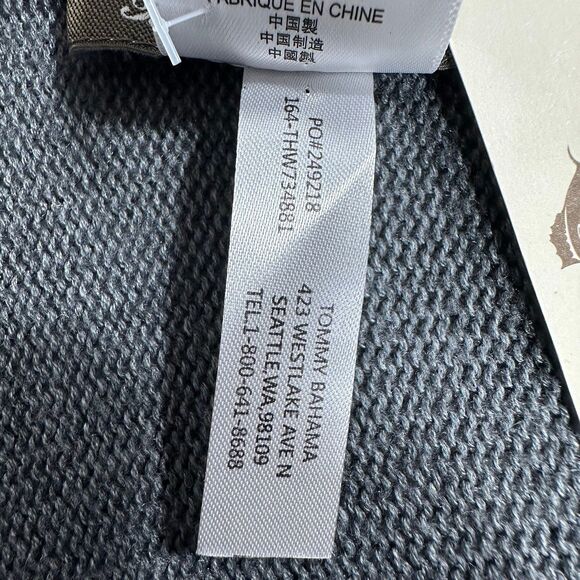 FABRIQUE EN CHINE
中国製
中国制造
中國製
PO#249218
164-THW734881
TOMMY BAHAMA
423 WESTLAKE AVE N
SEATTLE,WA,98109
TEL.1-800-641-8688